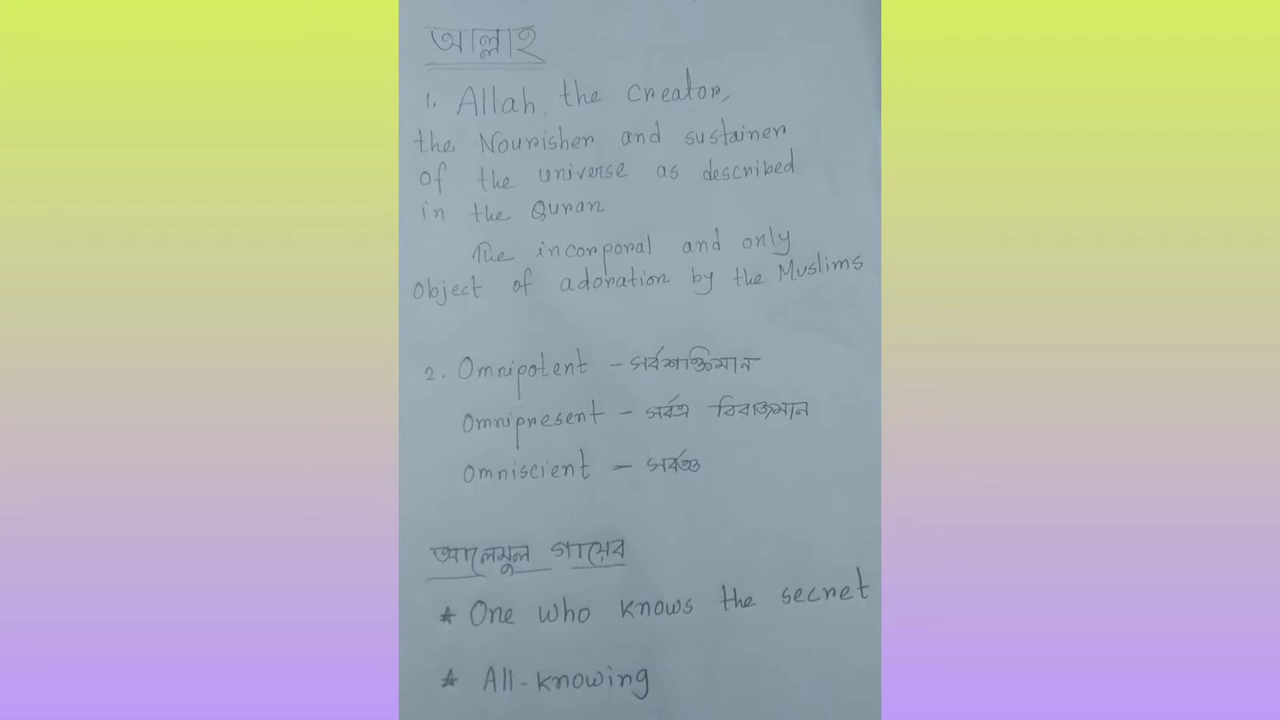 আল্লাহ
1. Allah, the creator,
the Nourisher and sustainer
of the universe as described
in the Quran
The incorporal and only
Object of adoration by the Muslims
2. Omnipotent - সর্বশক্তিমান
Omnipresent - সর্বত্র বিরাজমান
Omniscient - সর্বজ্ঞ
আলেমুল গায়েব
* One who knows the secret
* All-knowing